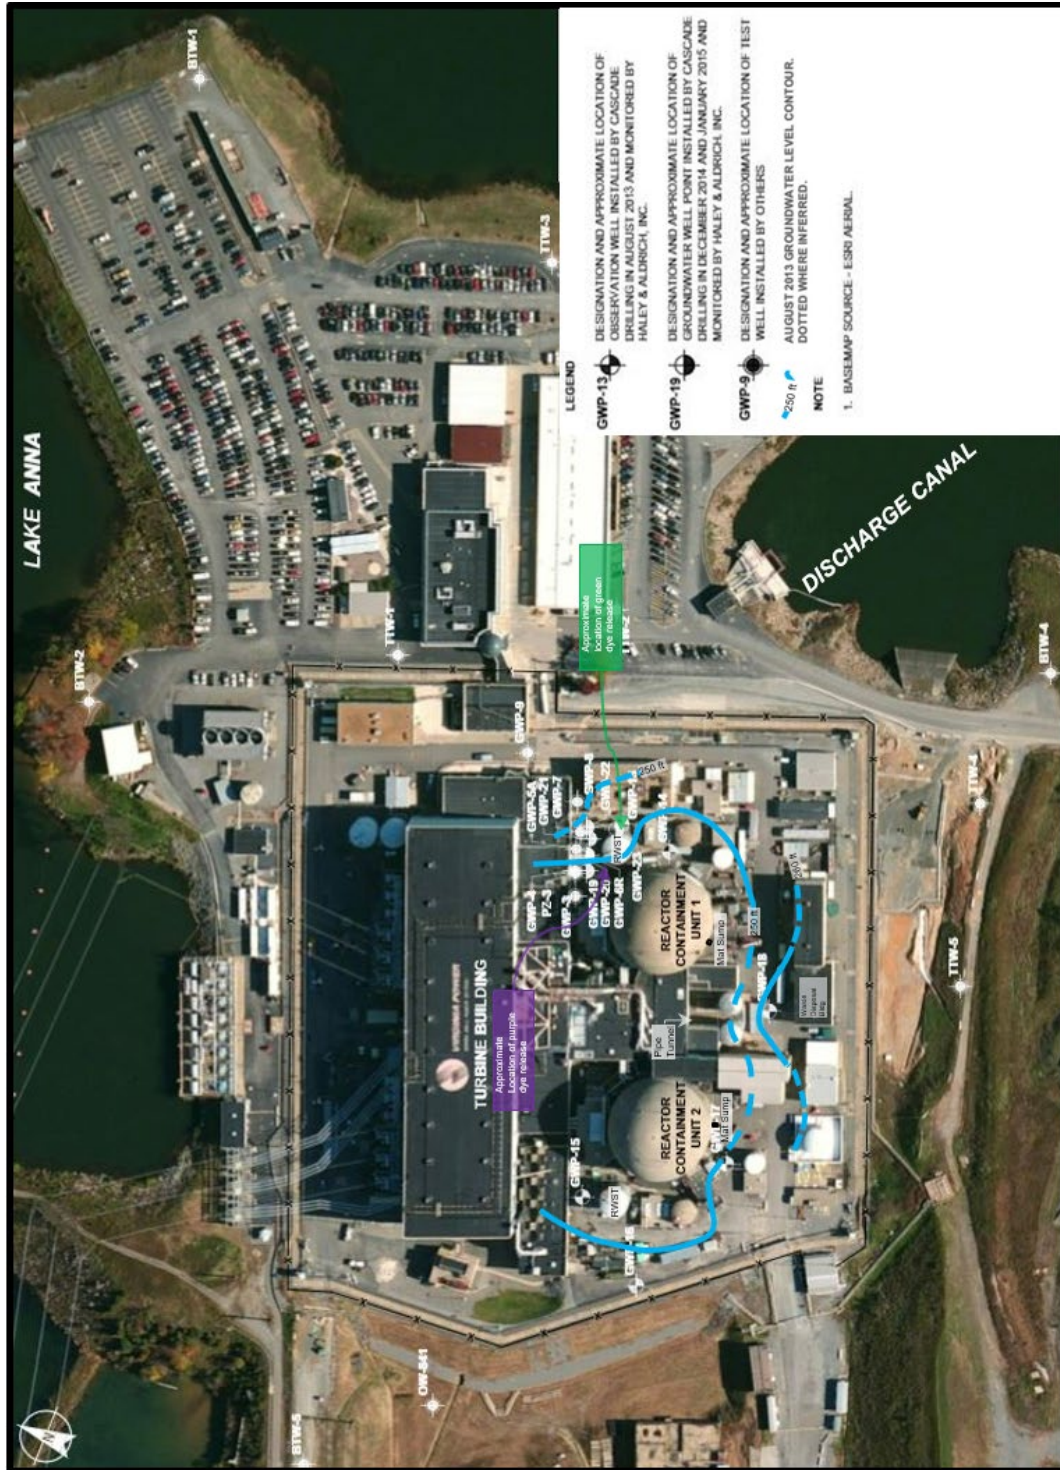 LAKE ANNA
BTW-1
BTW-2
TTW-3
TTW-1
TTW-2
DISCHARGE CANAL
BTW-4
TTW-4
TTW-5
BTW-5
OW-841
GWP-9
LEGEND
GWP-13
DESIGNATION AND APPROXIMATE LOCATION OF
OBSERVATION WELL INSTALLED BY CASCADE
DRILLING IN AUGUST 2013 AND MONITORED BY
HALEY & ALDRICH, INC.
GWP-19
DESIGNATION AND APPROXIMATE LOCATION OF
GROUNDWATER WELL POINT INSTALLED BY CASCADE
DRILLING IN DECEMBER 2014 AND JANUARY 2015 AND
MONITORED BY HALEY & ALDRICH, INC.
GWP-9
DESIGNATION AND APPROXIMATE LOCATION OF TEST
WELL INSTALLED BY OTHERS
250 ft
AUGUST 2013 GROUNDWATER LEVEL CONTOUR.
DOTTED WHERE INFERRED.
NOTE
1. BASEMAP SOURCE - ESRI AERIAL.
Approximate
location of green
dye release
Approximate
Location of purple
dye release
TURBINE BUILDING
GWP-5A
GWP-21
GWP-7
GWP-4
PZ-3
GWP-3
GWP-19
GWP-20
GWP-6R
RWST
250 ft
REACTOR
CONTAINMENT
UNIT 1
Mat Sump
250 ft
GWP-18
Waste
Disposal
Bldg
Pipe
Tunnel
REACTOR
CONTAINMENT
UNIT 2
Mat Sump
GWP-15
RWST
GWP-16
N